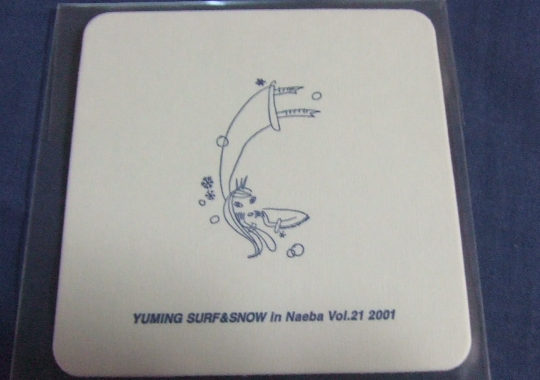 YUMING SURF&SNOW in Naeba Vol.21 2001